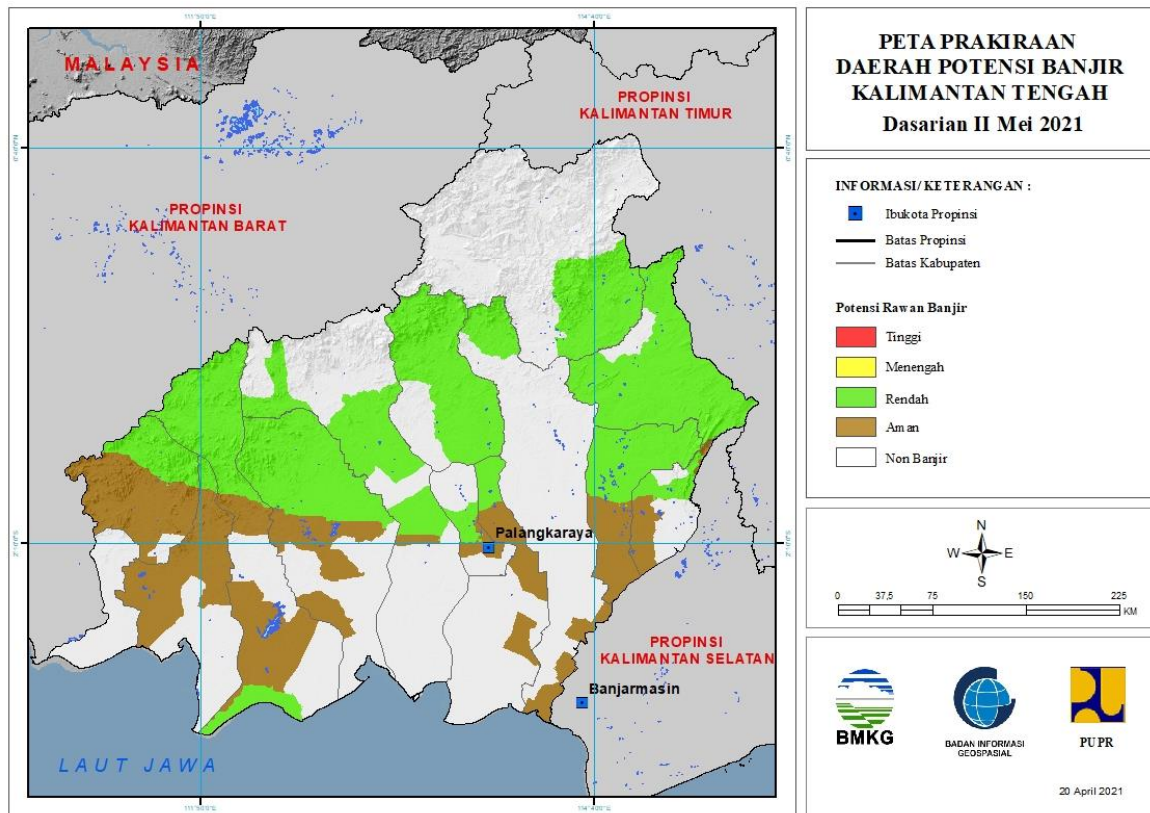 PETA PRAKIRAAN
DAERAH POTENSI BANJIR
KALIMANTAN TENGAH
Dasarian II Mei 2021
INFORMASI/ KETERANGAN :
Ibukota Propinsi
Batas Propinsi
Batas Kabupaten
Potensi Rawan Banjir
Tinggi
Menengah
Rendah
Aman
Non Banjir
N
W E
S
0 37,5 75 150 225
KM
BMKG
BADAN INFORMASI
GEOSPASIAL
PUPR
20 April 2021
MALAYSIA
PROPINSI
KALIMANTAN TIMUR
PROPINSI
KALIMANTAN BARAT
Palangkaraya
PROPINSI
KALIMANTAN SELATAN
Banjarmasin
LAUT JAWA